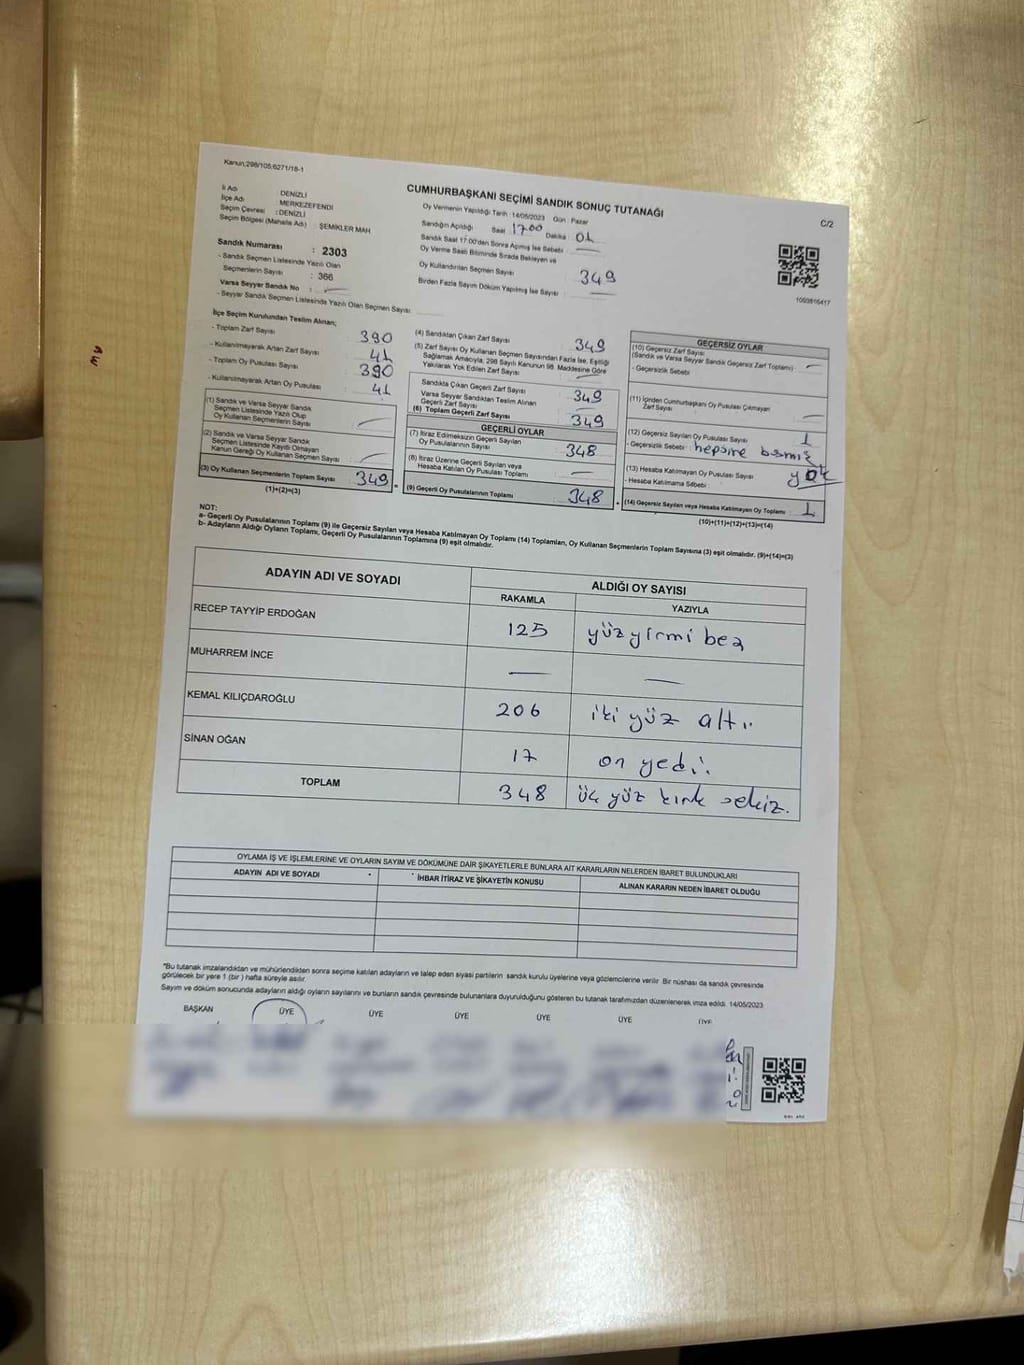 Kanun;298/105;6271/18-1
CUMHURBAŞKANI SEÇİMİ SANDIK SONUÇ TUTANAĞI
C/2
İl Adı : DENİZLİ
İlçe Adı : MERKEZEFENDİ
Seçim Çevresi : DENİZLİ
Seçim Bölgesi (Mahalle Adı) : ŞEMİKLER MAH
Oy Vermenin Yapıldığı Tarih : 14/05/2023 Gün : Pazar
Sandığın Açıldığı Saat 17.00 Dakika
Sandık Saat 17:00'den Sonra Açılmış İse Sebebi
Oy Verme Saati Bitiminde Sırada Bekleyen ve
Oy Kullandırılan Seçmen Sayısı 349
Birden Fazla Sayım Döküm Yapılmış İse Sayısı —
1093816417
Sandık Numarası : 2303
- Sandık Seçmen Listesinde Yazılı Olan
Seçmenlerin Sayısı : 366
Varsa Seyyar Sandık No : —
- Seyyar Sandık Seçmen Listesinde Yazılı Olan Seçmen Sayısı
İlçe Seçim Kurulundan Teslim Alınan;
- Toplam Zarf Sayısı 390
- Kullanılmayarak Artan Zarf Sayısı 41
- Toplam Oy Pusulası Sayısı 390
- Kullanılmayarak Artan Oy Pusulası 41
(1) Sandık ve Varsa Seyyar Sandık
Seçmen Listesinde Yazılı Olup
Oy Kullanan Seçmenlerin Sayısı —
(2) Sandık ve Varsa Seyyar Sandık
Seçmen Listesinde Kayıtlı Olmayan
Kanun Gereği Oy Kullanan Seçmen Sayısı —
(3) Oy Kullanan Seçmenlerin Toplam Sayısı 349
(1)+(2)=(3)
(4) Sandıktan Çıkan Zarf Sayısı 349
(5) Zarf Sayısı Oy Kullanan Seçmen Sayısından Fazla İse, Eşitliği
Sağlamak Amacıyla, 298 Sayılı Kanunun 98. Maddesine Göre
Yakılarak Yok Edilen Zarf Sayısı —
Sandıkta Çıkan Geçerli Zarf Sayısı 349
Varsa Seyyar Sandıktan Teslim Alınan
Geçerli Zarf Sayısı —
(6) Toplam Geçerli Zarf Sayısı 349
GEÇERLİ OYLAR
(7) İtiraz Edilmeksizin Geçerli Sayılan
Oy Pusulalarının Sayısı 348
(8) İtiraz Üzerine Geçerli Sayılan veya
Hesaba Katılan Oy Pusulası Toplamı —
(9) Geçerli Oy Pusulalarının Toplamı 348
GEÇERSİZ OYLAR
(10) Geçersiz Zarf Sayısı
(Sandık ve Varsa Seyyar Sandık Geçersiz Zarf Toplamı) —
- Geçersizlik Sebebi
(11) İçinden Cumhurbaşkanı Oy Pusulası Çıkmayan
Zarf Sayısı —
(12) Geçersiz Sayılan Oy Pusulası Sayısı 1
- Geçersizlik Sebebi hepsine basmış
(13) Hesaba Katılmayan Oy Pusulası Sayısı yok
- Hesaba Katılmama Sebebi
(14) Geçersiz Sayılan veya Hesaba Katılmayan Oy Toplamı 1
(10)+(11)+(12)+(13)=(14)
NOT:
a- Geçerli Oy Pusulalarının Toplamı (9) ile Geçersiz Sayılan veya Hesaba Katılmayan Oy Toplamı (14) Toplamları, Oy Kullanan Seçmenlerin Toplam Sayısına (3) eşit olmalıdır. (9)+(14)=(3)
b- Adayların Aldığı Oyların Toplamı, Geçerli Oy Pusulalarının Toplamına (9) eşit olmalıdır.
ADAYIN ADI VE SOYADI
ALDIĞI OY SAYISI
RAKAMLA YAZIYLA
RECEP TAYYİP ERDOĞAN 125 yüz yirmi beş
MUHARREM İNCE — —
KEMAL KILIÇDAROĞLU 206 iki yüz altı
SİNAN OĞAN 17 on yedi.
TOPLAM 348 üç yüz kırk sekiz.
OYLAMA İŞ VE İŞLEMLERİNE VE OYLARIN SAYIM VE DÖKÜMÜNE DAİR ŞİKAYETLERLE BUNLARA AİT KARARLARIN NELERDEN İBARET BULUNDUKLARI
ADAYIN ADI VE SOYADI İHBAR İTİRAZ VE ŞİKAYETİN KONUSU ALINAN KARARIN NEDEN İBARET OLDUĞU
*Bu tutanak imzalandıktan ve mühürlendikten sonra seçime katılan adayların ve talep eden siyasi partilerin sandık kurulu üyelerine veya gözlemcilerine verilir Bir nüshası da sandık çevresinde
görülecek bir yere 1 (bir) hafta süreyle asılır.
Sayım ve döküm sonucunda adayların aldığı oyların sayılarını ve bunların sandık çevresinde bulunanlara duyurulduğunu gösteren bu tutanak tarafımızdan düzenlenerek imza edildi. 14/05/2023
BAŞKAN ÜYE ÜYE ÜYE ÜYE ÜYE ÜYE